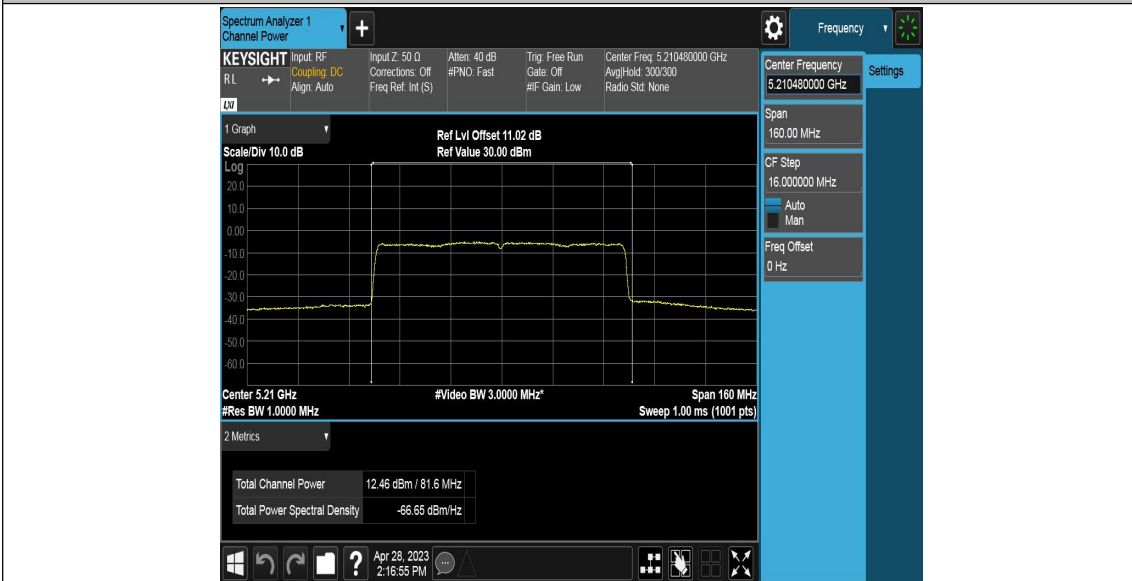 Spectrum Analyzer 1
Channel Power
+
Frequency
KEYSIGHT
R L
LXI
Input: RF
Coupling: DC
Align: Auto
Input Z: 50 Ω
Corrections: Off
Freq Ref: Int (S)
Atten: 40 dB
#PNO: Fast
Trig: Free Run
Gate: Off
#IF Gain: Low
Center Freq: 5.210480000 GHz
Avg|Hold: 300/300
Radio Std: None
Center Frequency
5.210480000 GHz
Settings
Span
160.00 MHz
CF Step
16.000000 MHz
Auto
Man
Freq Offset
0 Hz
1 Graph
Scale/Div 10.0 dB
Ref Lvl Offset 11.02 dB
Ref Value 30.00 dBm
Log
20.0
10.0
0.00
-10.0
-20.0
-30.0
-40.0
-50.0
-60.0
Center 5.21 GHz
#Video BW 3.0000 MHz*
Span 160 MHz
#Res BW 1.0000 MHz
Sweep 1.00 ms (1001 pts)
2 Metrics
Total Channel Power 12.46 dBm / 81.6 MHz
Total Power Spectral Density -66.65 dBm/Hz
?
Apr 28, 2023
2:16:55 PM